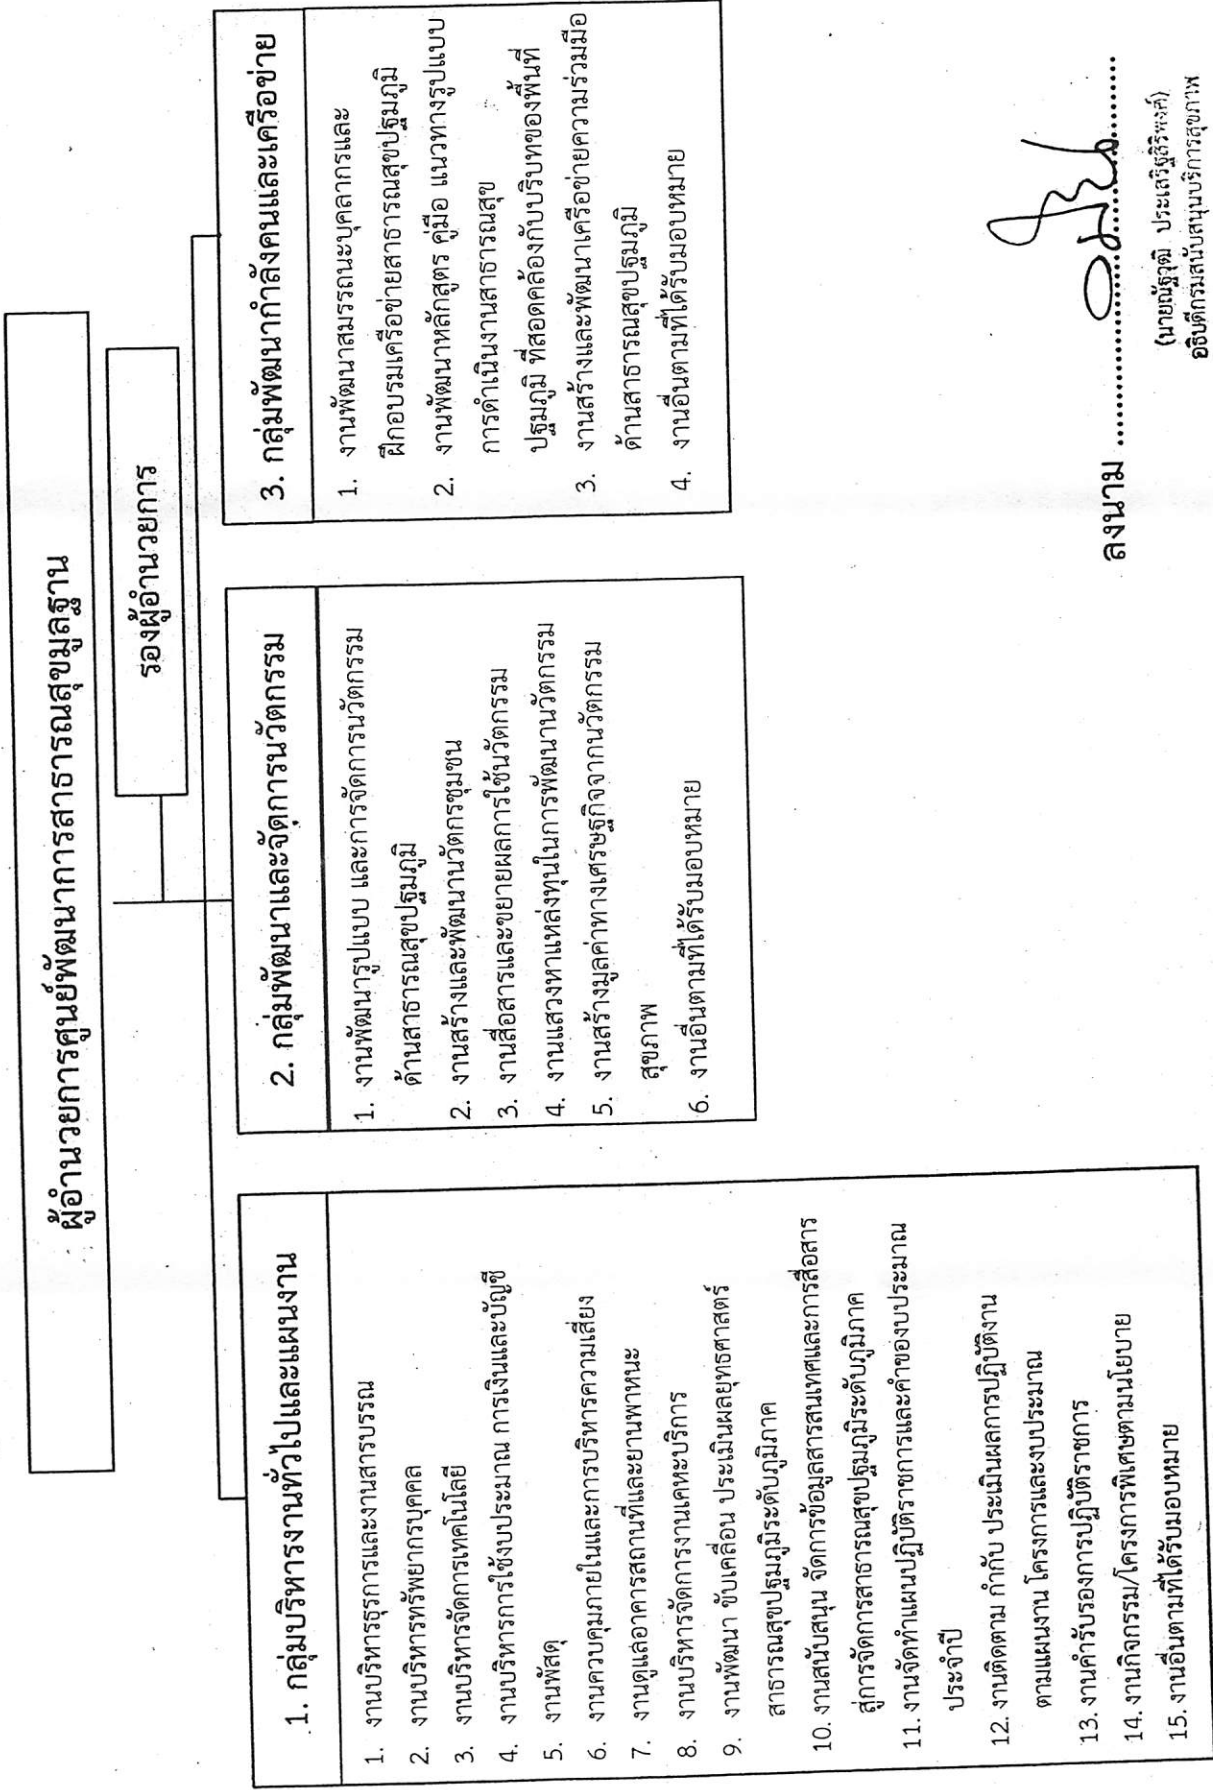 ผู้อำนวยการศูนย์พัฒนาการสาธารณสุขมูลฐาน
รองผู้อำนวยการ
1. กลุ่มบริหารงานทั่วไปและแผนงาน
1. งานบริหารธุรการและงานสารบรรณ
2. งานบริหารทรัพยากรบุคคล
3. งานบริหารจัดการเทคโนโลยี
4. งานบริหารการใช้งบประมาณ การเงินและบัญชี
5. งานพัสดุ
6. งานควบคุมภายในและการบริหารความเสี่ยง
7. งานดูแลอาคารสถานที่และยานพาหนะ
8. งานบริหารจัดการงานเคหะบริการ
9. งานพัฒนา ขับเคลื่อน ประเมินผลยุทธศาสตร์
สาธารณสุขปฐมภูมิระดับภูมิภาค
10. งานสนับสนุน จัดการข้อมูลสารสนเทศและการสื่อสาร
สู่การจัดการสาธารณสุขปฐมภูมิระดับภูมิภาค
11. งานจัดทำแผนปฏิบัติราชการและคำของบประมาณ
ประจำปี
12. งานติดตาม กำกับ ประเมินผลการปฏิบัติงาน
ตามแผนงาน โครงการและงบประมาณ
13. งานคำรับรองการปฏิบัติราชการ
14. งานกิจกรรม/โครงการพิเศษตามนโยบาย
15. งานอื่นตามที่ได้รับมอบหมาย
2. กลุ่มพัฒนาและจัดการนวัตกรรม
1. งานพัฒนารูปแบบ และการจัดการนวัตกรรม
ด้านสาธารณสุขปฐมภูมิ
2. งานสร้างและพัฒนานวัตกรชุมชน
3. งานสื่อสารและขยายผลการใช้นวัตกรรม
4. งานแสวงหาแหล่งทุนในการพัฒนานวัตกรรม
5. งานสร้างมูลค่าทางเศรษฐกิจจากนวัตกรรม
สุขภาพ
6. งานอื่นตามที่ได้รับมอบหมาย
3. กลุ่มพัฒนากำลังคนและเครือข่าย
1. งานพัฒนาสมรรถนะบุคลากรและ
ฝึกอบรมเครือข่ายสาธารณสุขปฐมภูมิ
2. งานพัฒนาหลักสูตร คู่มือ แนวทางรูปแบบ
การดำเนินงานสาธารณสุข
ปฐมภูมิ ที่สอดคล้องกับบริบทของพื้นที่
3. งานสร้างและพัฒนาเครือข่ายความร่วมมือ
ด้านสาธารณสุขปฐมภูมิ
4. งานอื่นตามที่ได้รับมอบหมาย
ลงนาม ........................................
(นายณัฐวุฒิ ประเสริฐสิริพงศ์)
อธิบดีกรมสนับสนุนบริการสุขภาพ